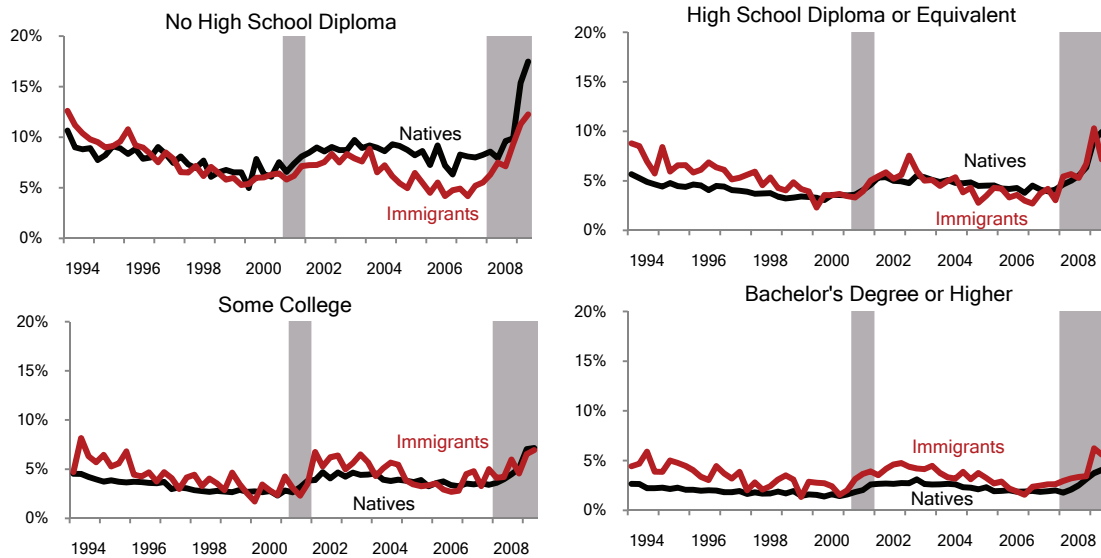 No High School Diploma
20%
15%
10%
5%
0%
Natives
Immigrants
1994 1996 1998 2000 2002 2004 2006 2008
High School Diploma or Equivalent
20%
15%
10%
5%
0%
Natives
Immigrants
1994 1996 1998 2000 2002 2004 2006 2008
Some College
20%
15%
10%
5%
0%
Immigrants
Natives
1994 1996 1998 2000 2002 2004 2006 2008
Bachelor's Degree or Higher
20%
15%
10%
5%
0%
Immigrants
Natives
1994 1996 1998 2000 2002 2004 2006 2008